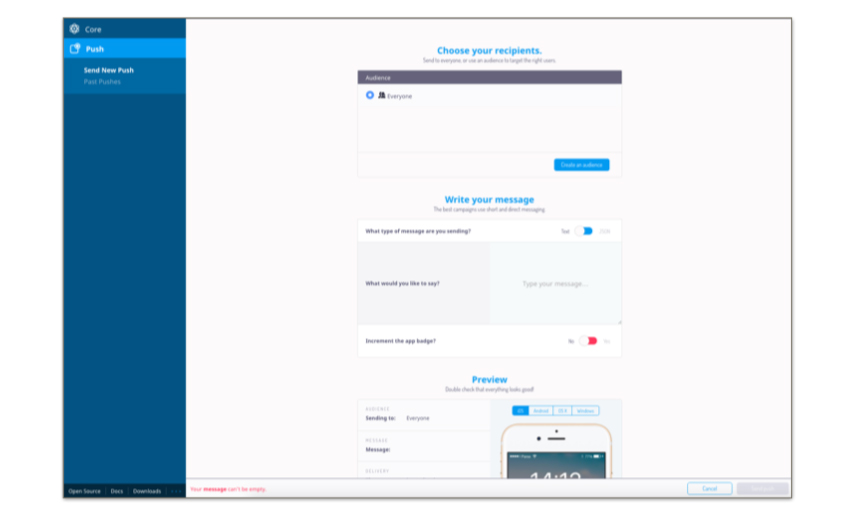 Core
Push
Send New Push
Past Pushes
Choose your recipients.
Send to everyone, or use an audience to target the right users.
Audience
Everyone
Create an audience
Write your message
The best campaigns use short and direct messaging.
What type of message are you sending?
Text JSON
What would you like to say?
Type your message...
Increment the app badge?
No Yes
Preview
Double check that everything looks good!
AUDIENCE
Sending to: Everyone
iOS Android OS X Windows
MESSAGE
Message:
DELIVERY
Open Source Docs Downloads
Your message can't be empty.
Cancel